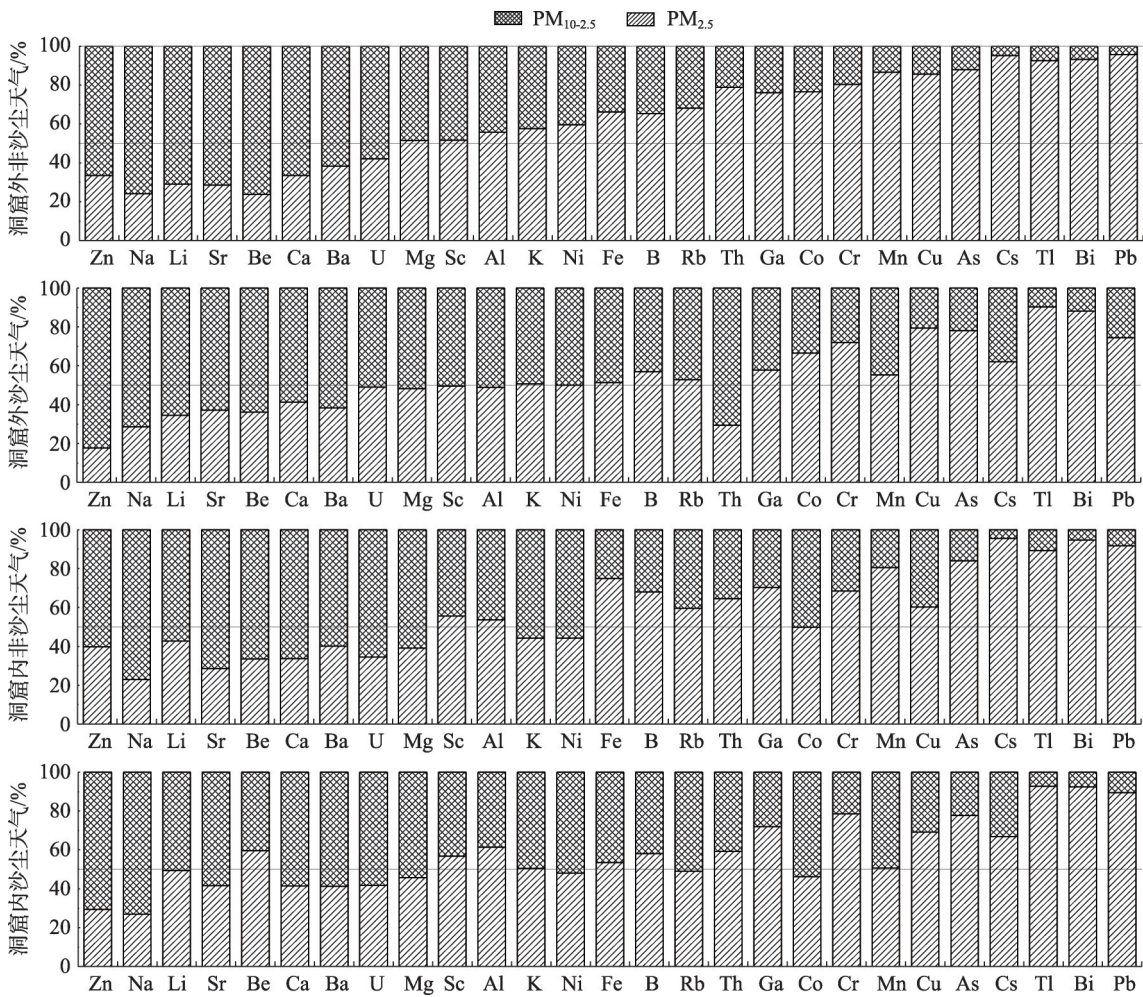 PM10-2.5 PM2.5
洞窟外非沙尘天气/%
100
80
60
40
20
0
Zn Na Li Sr Be Ca Ba U Mg Sc Al K Ni Fe B Rb Th Ga Co Cr Mn Cu As Cs Tl Bi Pb
洞窟外沙尘天气/%
100
80
60
40
20
0
Zn Na Li Sr Be Ca Ba U Mg Sc Al K Ni Fe B Rb Th Ga Co Cr Mn Cu As Cs Tl Bi Pb
洞窟内非沙尘天气/%
100
80
60
40
20
0
Zn Na Li Sr Be Ca Ba U Mg Sc Al K Ni Fe B Rb Th Ga Co Cr Mn Cu As Cs Tl Bi Pb
洞窟内沙尘天气/%
100
80
60
40
20
0
Zn Na Li Sr Be Ca Ba U Mg Sc Al K Ni Fe B Rb Th Ga Co Cr Mn Cu As Cs Tl Bi Pb